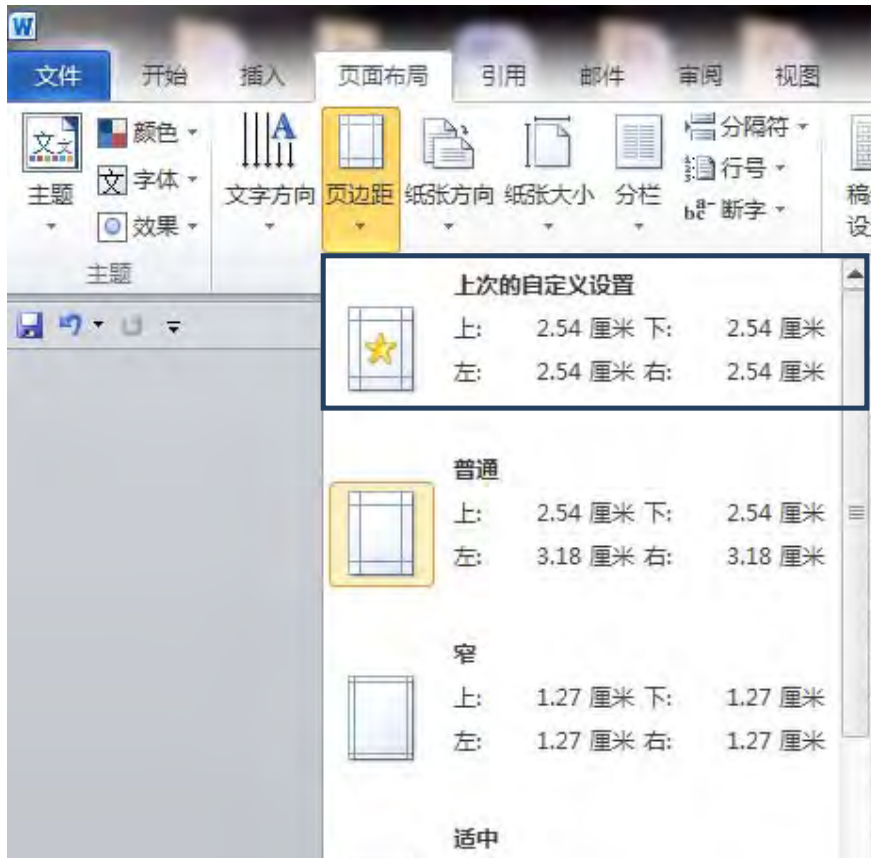 W
文件 开始 插入 页面布局 引用 邮件 审阅 视图
文文 颜色 A 分隔符
文 字体 行号
主题 文字方向 页边距 纸张方向 纸张大小 分栏 稿
效果 bc 断字 设
主题
上次的自定义设置
上: 2.54 厘米 下: 2.54 厘米
左: 2.54 厘米 右: 2.54 厘米
普通
上: 2.54 厘米 下: 2.54 厘米
左: 3.18 厘米 右: 3.18 厘米
窄
上: 1.27 厘米 下: 1.27 厘米
左: 1.27 厘米 右: 1.27 厘米
适中